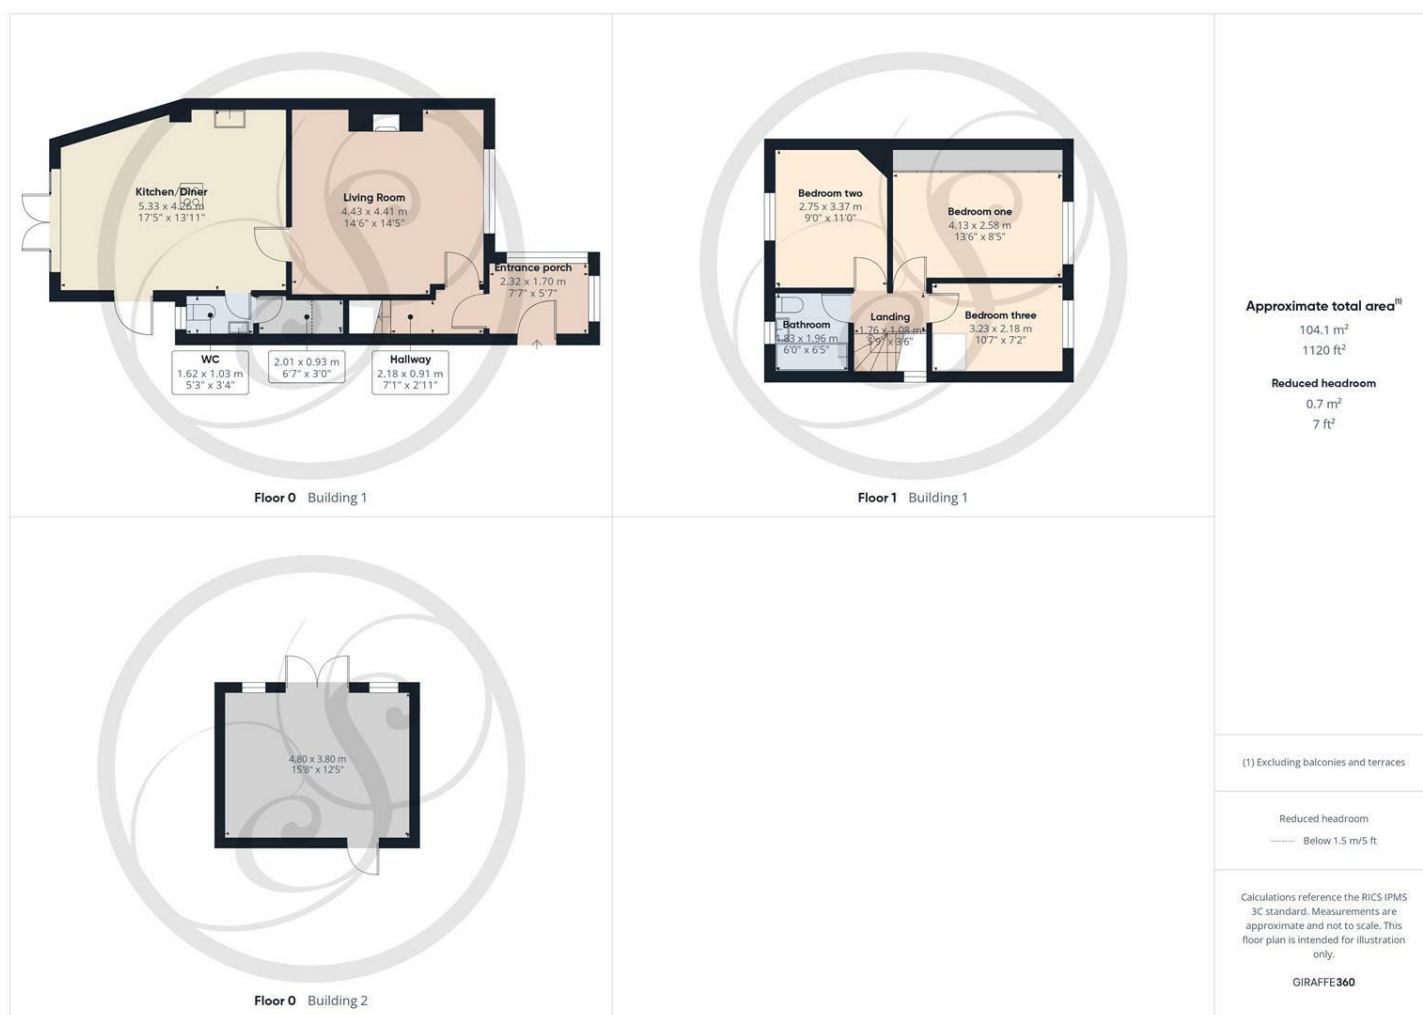 Kitchen/Diner
5.33 x 4.26 m
17'5" x 13'11"
Living Room
4.43 x 4.41 m
14'6" x 14'5"
Entrance porch
2.32 x 1.70 m
7'7" x 5'7"
WC
1.62 x 1.03 m
5'3" x 3'4"
2.01 x 0.93 m
6'7" x 3'0"
Hallway
2.18 x 0.91 m
7'1" x 2'11"
Floor 0 Building 1
Bedroom two
2.75 x 3.37 m
9'0" x 11'0"
Bedroom one
4.13 x 2.58 m
13'6" x 8'5"
Bathroom
1.83 x 1.96 m
6'0" x 6'5"
Landing
1.76 x 1.08 m
5'9" x 3'6"
Bedroom three
3.23 x 2.18 m
10'7" x 7'2"
Floor 1 Building 1
4.80 x 3.80 m
15'8" x 12'5"
Floor 0 Building 2
Approximate total area(1)
104.1 m²
1120 ft²
Reduced headroom
0.7 m²
7 ft²
(1) Excluding balconies and terraces
Reduced headroom
Below 1.5 m/5 ft
Calculations reference the RICS IPMS
3C standard. Measurements are
approximate and not to scale. This
floor plan is intended for illustration
only.
GIRAFFE360